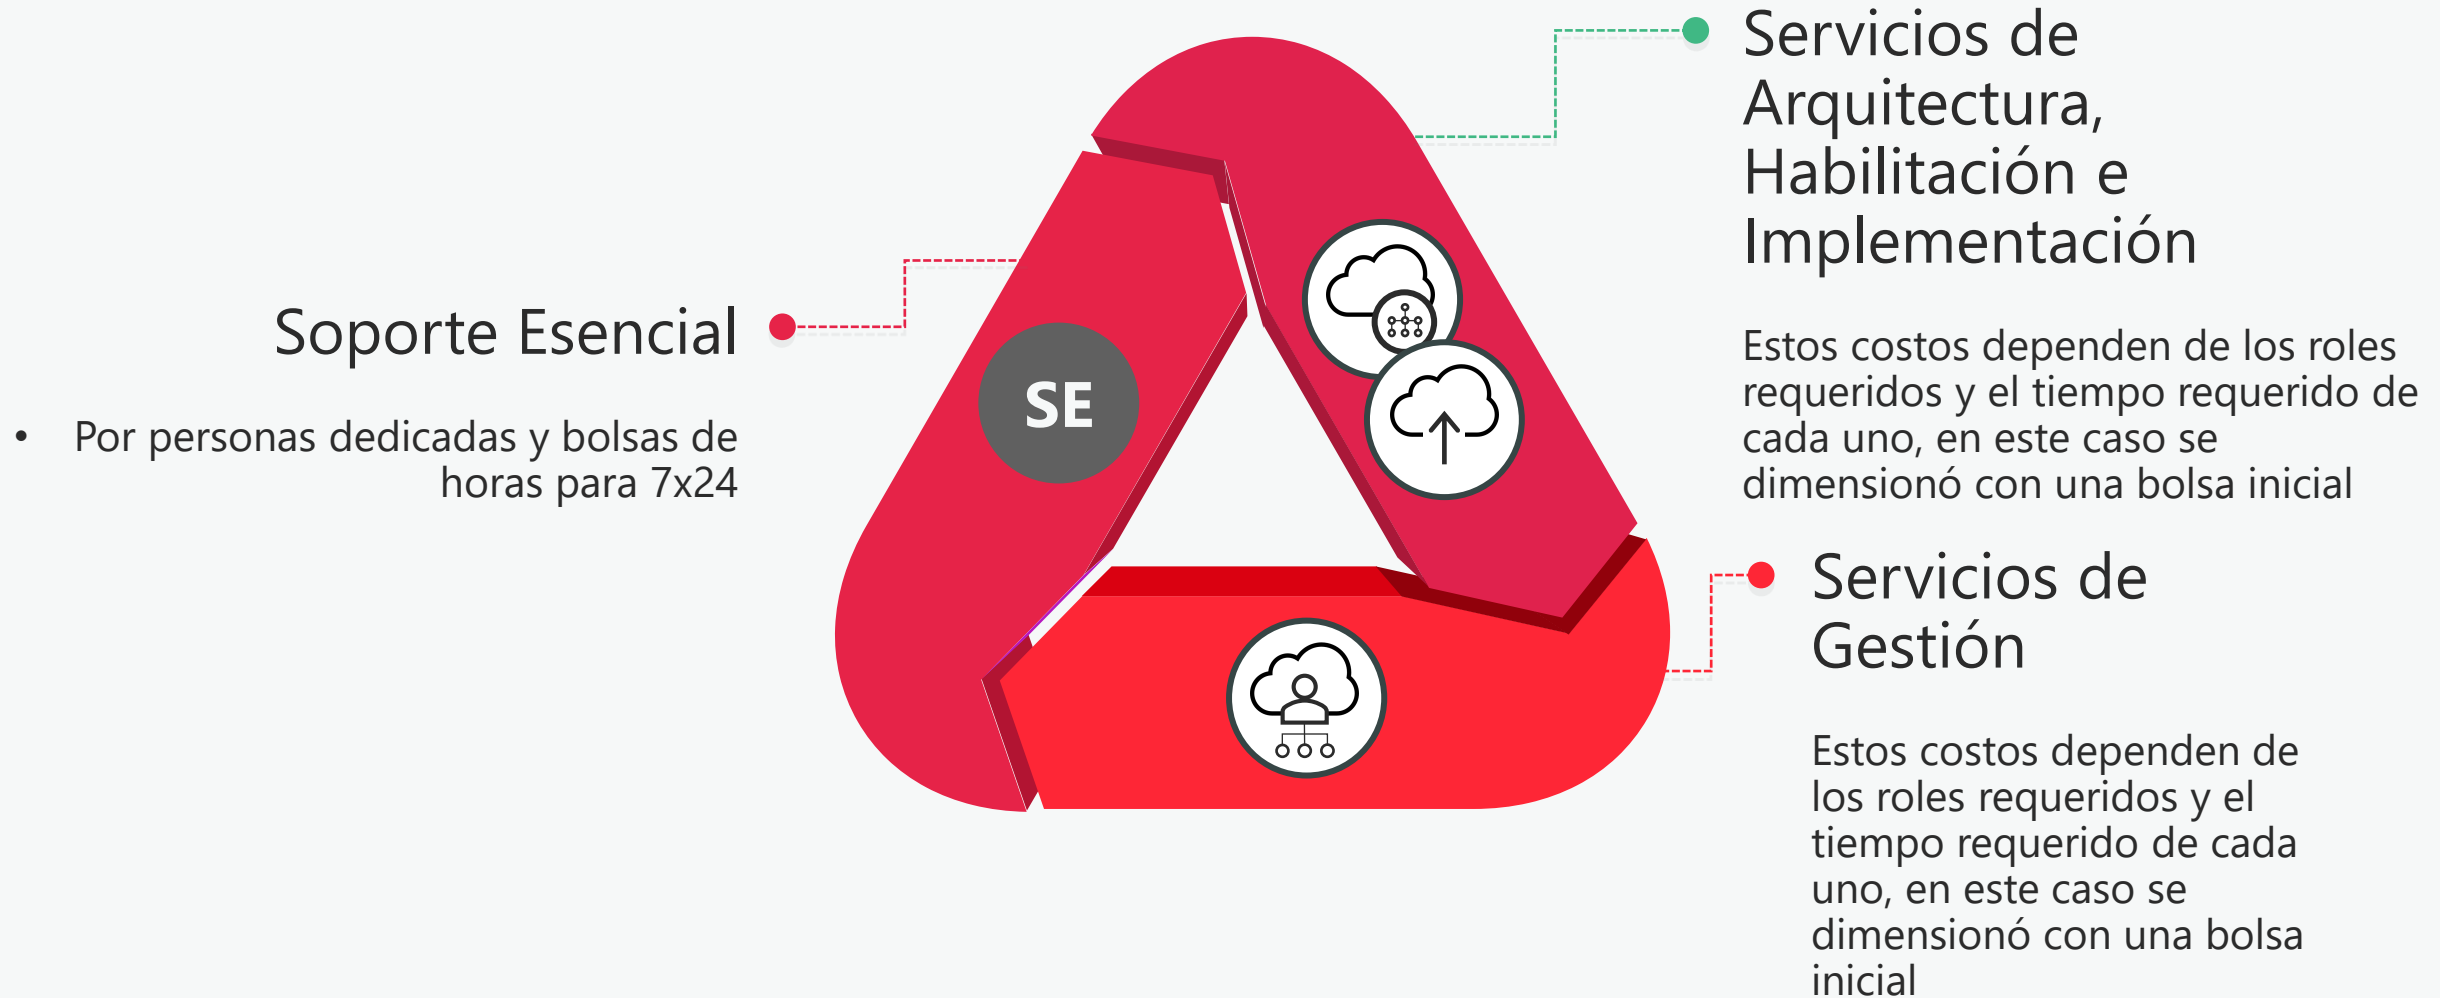 Soporte Esencial
• Por personas dedicadas y bolsas de
horas para 7x24
SE
Servicios de
Arquitectura,
Habilitación e
Implementación
Estos costos dependen de los roles
requeridos y el tiempo requerido de
cada uno, en este caso se
dimensionó con una bolsa inicial
Servicios de
Gestión
Estos costos dependen de
los roles requeridos y el
tiempo requerido de cada
uno, en este caso se
dimensionó con una bolsa
inicial